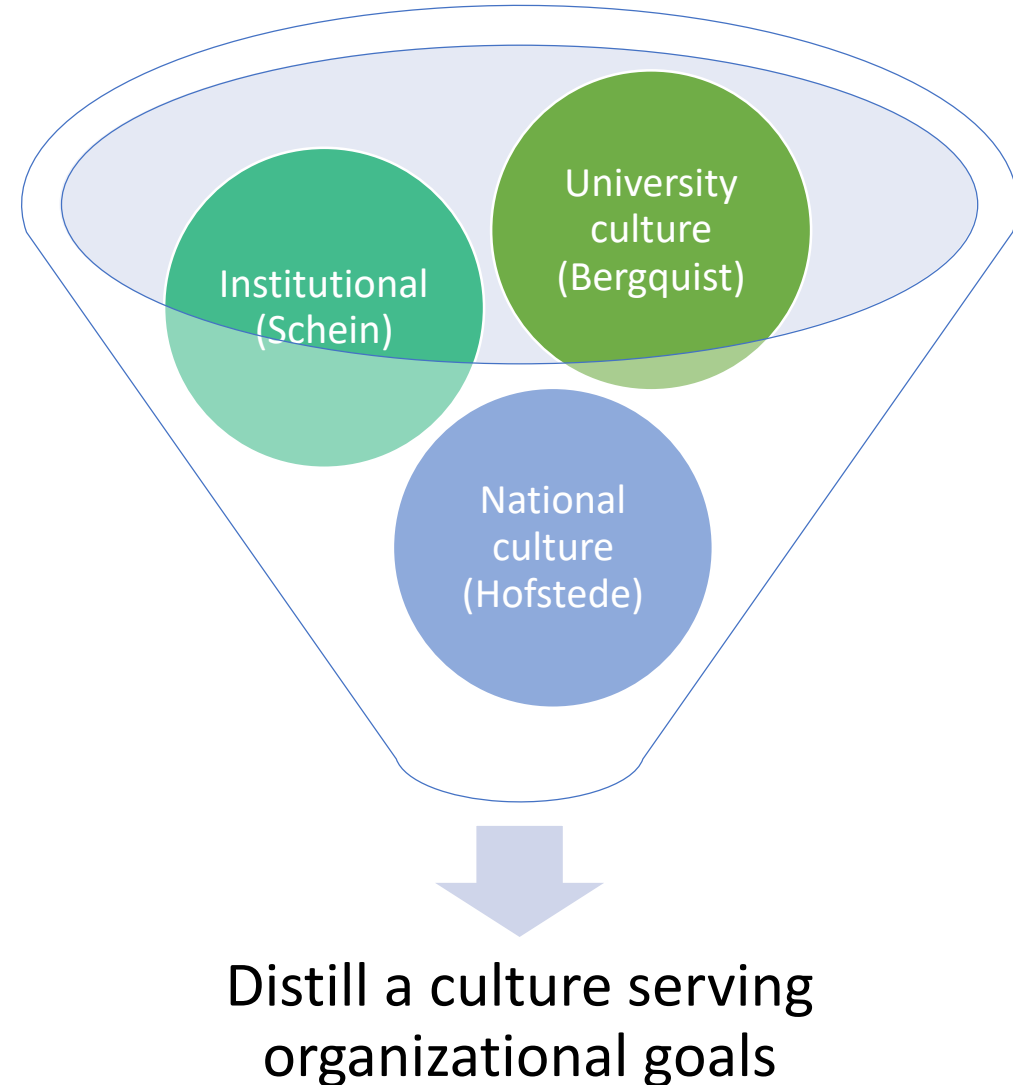 University
culture
(Bergquist)
Institutional
(Schein)
National
culture
(Hofstede)
Distill a culture serving
organizational goals